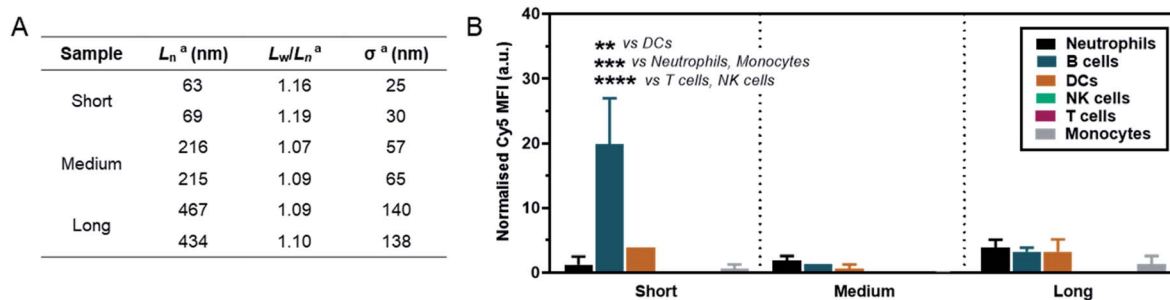 A
Sample Ln a (nm) Lw/Ln a σ a (nm)
Short
63 1.16 25
69 1.19 30
Medium
216 1.07 57
215 1.09 65
Long
467 1.09 140
434 1.10 138
B
Normalised Cy5 MFI (a.u.)
40
30
20
10
0
** vs DCs
*** vs Neutrophils, Monocytes
**** vs T cells, NK cells
Neutrophils
B cells
DCs
NK cells
T cells
Monocytes
Short Medium Long